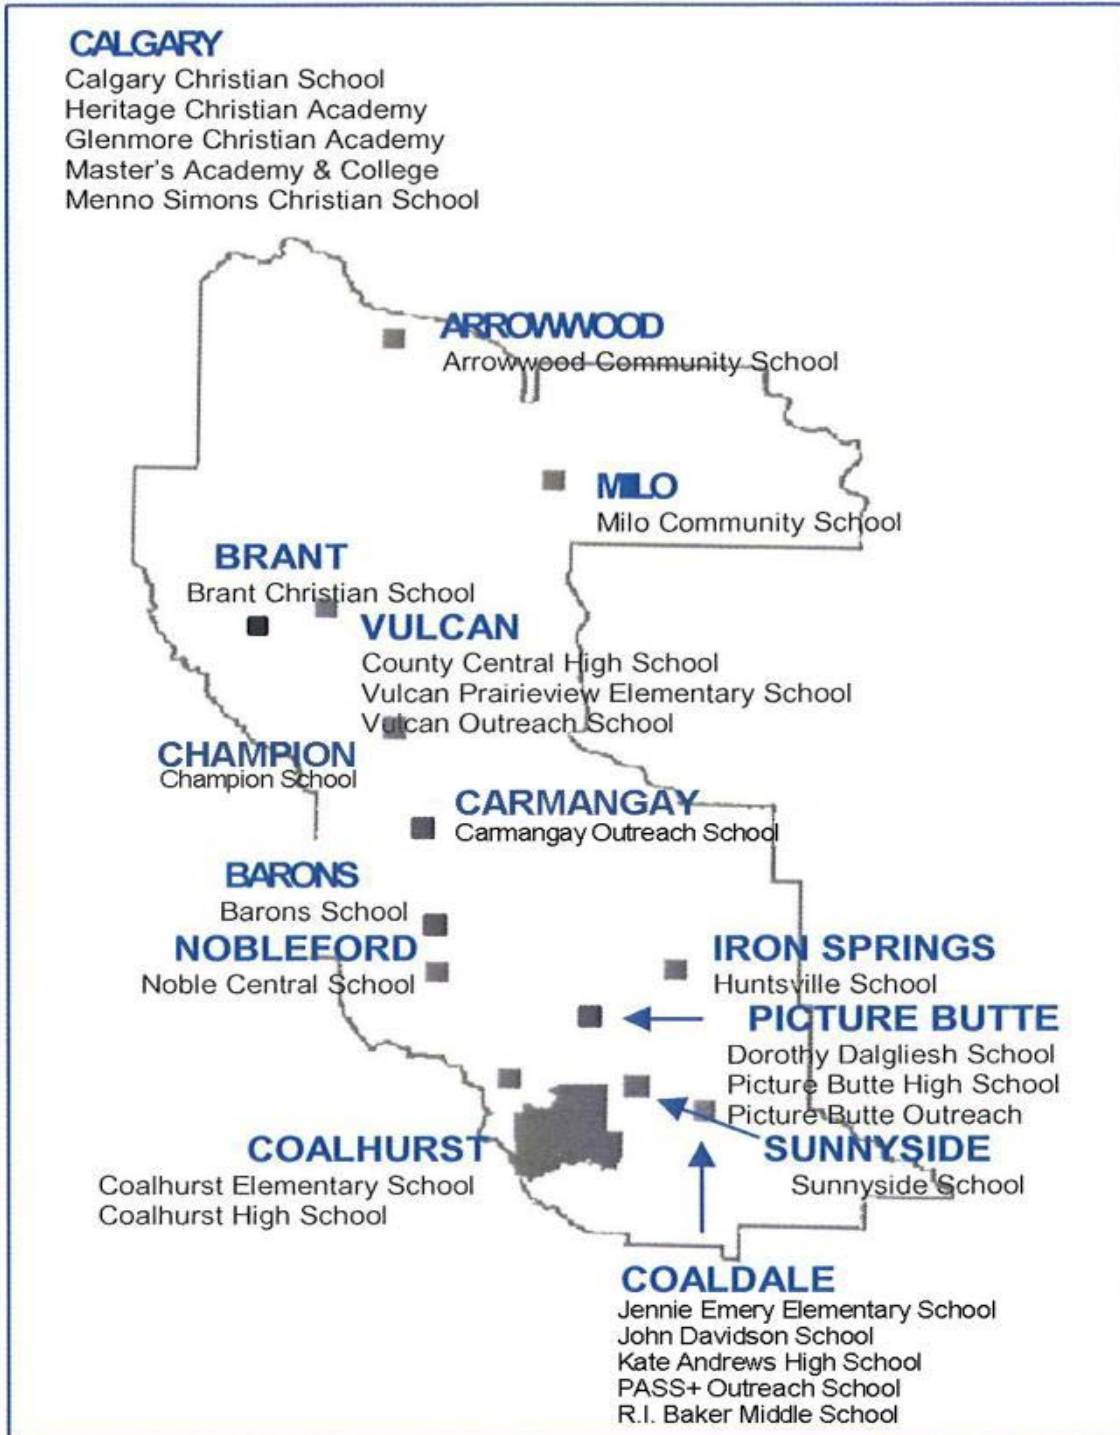 CALGARY
Calgary Christian School
Heritage Christian Academy
Glenmore Christian Academy
Master's Academy & College
Menno Simons Christian School
ARROWWOOD
Arrowwood Community School
MILO
Milo Community School
BRANT
Brant Christian School
VULCAN
County Central High School
Vulcan Prairieview Elementary School
Vulcan Outreach School
CHAMPION
Champion School
CARMANGAY
Carmangay Outreach School
BARONS
Barons School
NOBLEFORD
Noble Central School
IRON SPRINGS
Huntsville School
PICTURE BUTTE
Dorothy Dalgliesh School
Picture Butte High School
Picture Butte Outreach
SUNNYSIDE
Sunnyside School
COALHURST
Coalhurst Elementary School
Coalhurst High School
COALDALE
Jennie Emery Elementary School
John Davidson School
Kate Andrews High School
PASS+ Outreach School
R.I. Baker Middle School